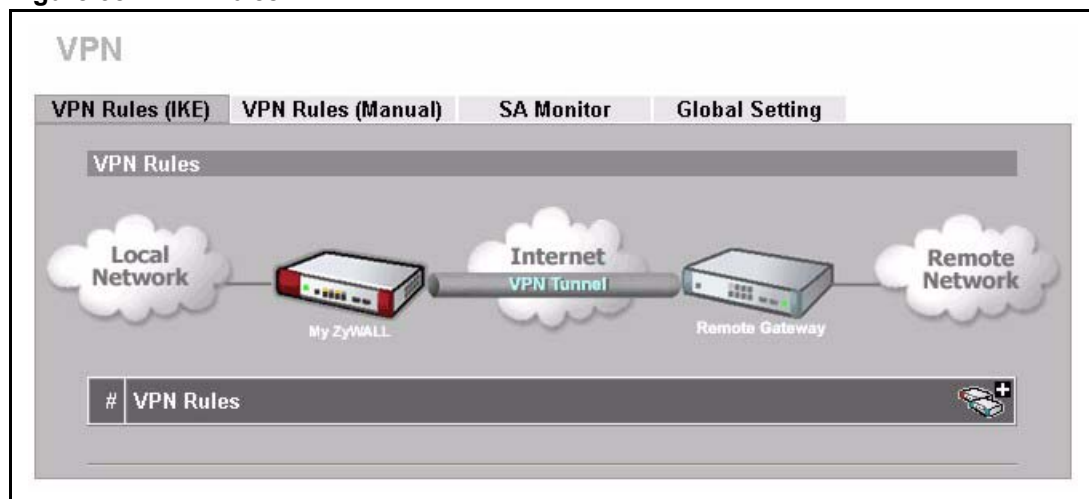 VPN
VPN Rules (IKE) VPN Rules (Manual) SA Monitor Global Setting
VPN Rules
Local Network
My ZyWALL
Internet
VPN Tunnel
Remote Gateway
Remote Network
# VPN Rules